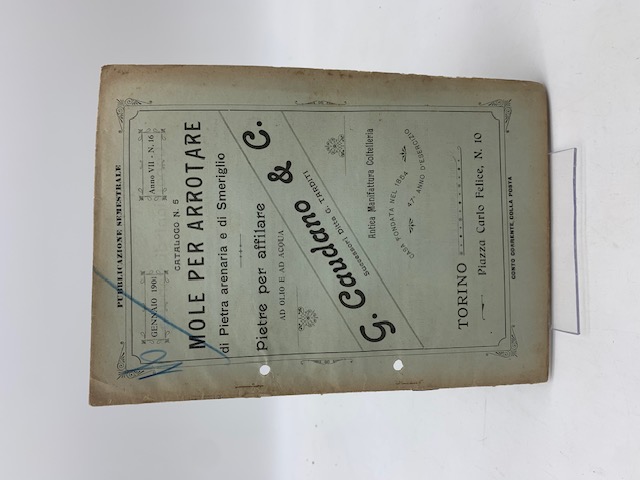 PUBBLICAZIONE SEMESTRALE
GENNAIO 1901 Anno VII - N. 16
CATALOGO N. 5
MOLE PER ARROTARE
di Pietra arenaria e di Smeriglio
Pietre per affilare
AD OLIO E AD ACQUA
G. Caudano & C.
Successori Ditta G. TARDITI
Antica Manifattura Coltelleria
CASA FONDATA NEL 1854
47. ANNO D'ESERCIZIO
TORINO
Piazza Carlo Felice, N. 10
CONTO CORRENTE COLLA POSTA